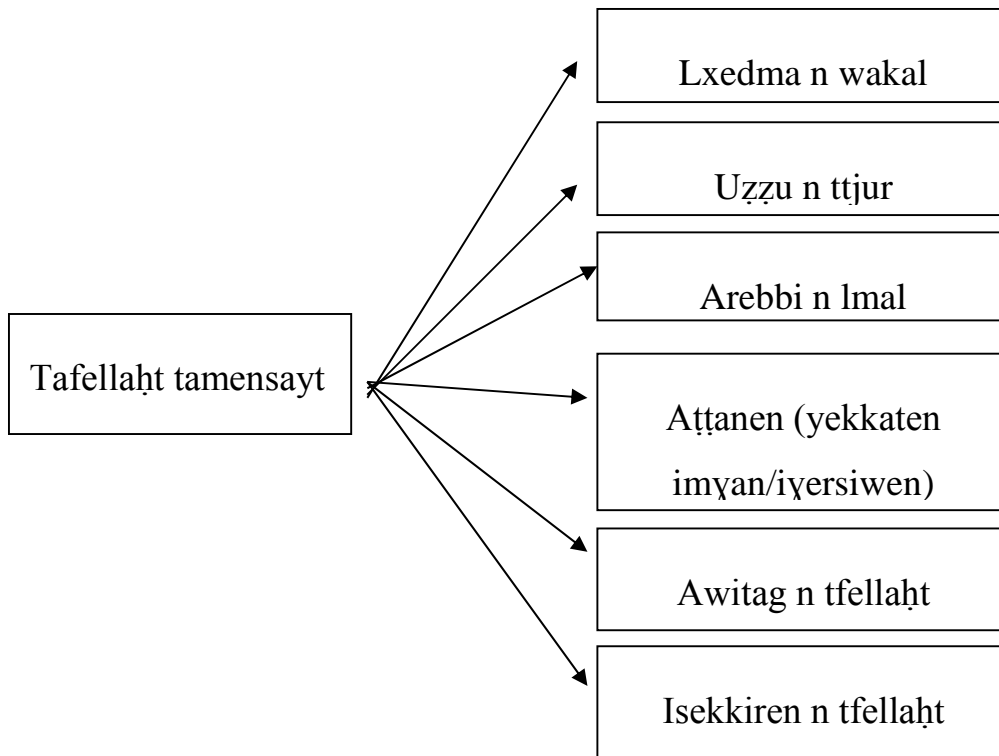 Lxedma n wakal
Uẓẓu n ttjur
Arebbi n lmal
Tafellaḥt tamensayt
Aṭṭanen (yekkaten
imɣan/iɣersiwen)
Awitag n tfellaḥt
Isekkiren n tfellaḥt